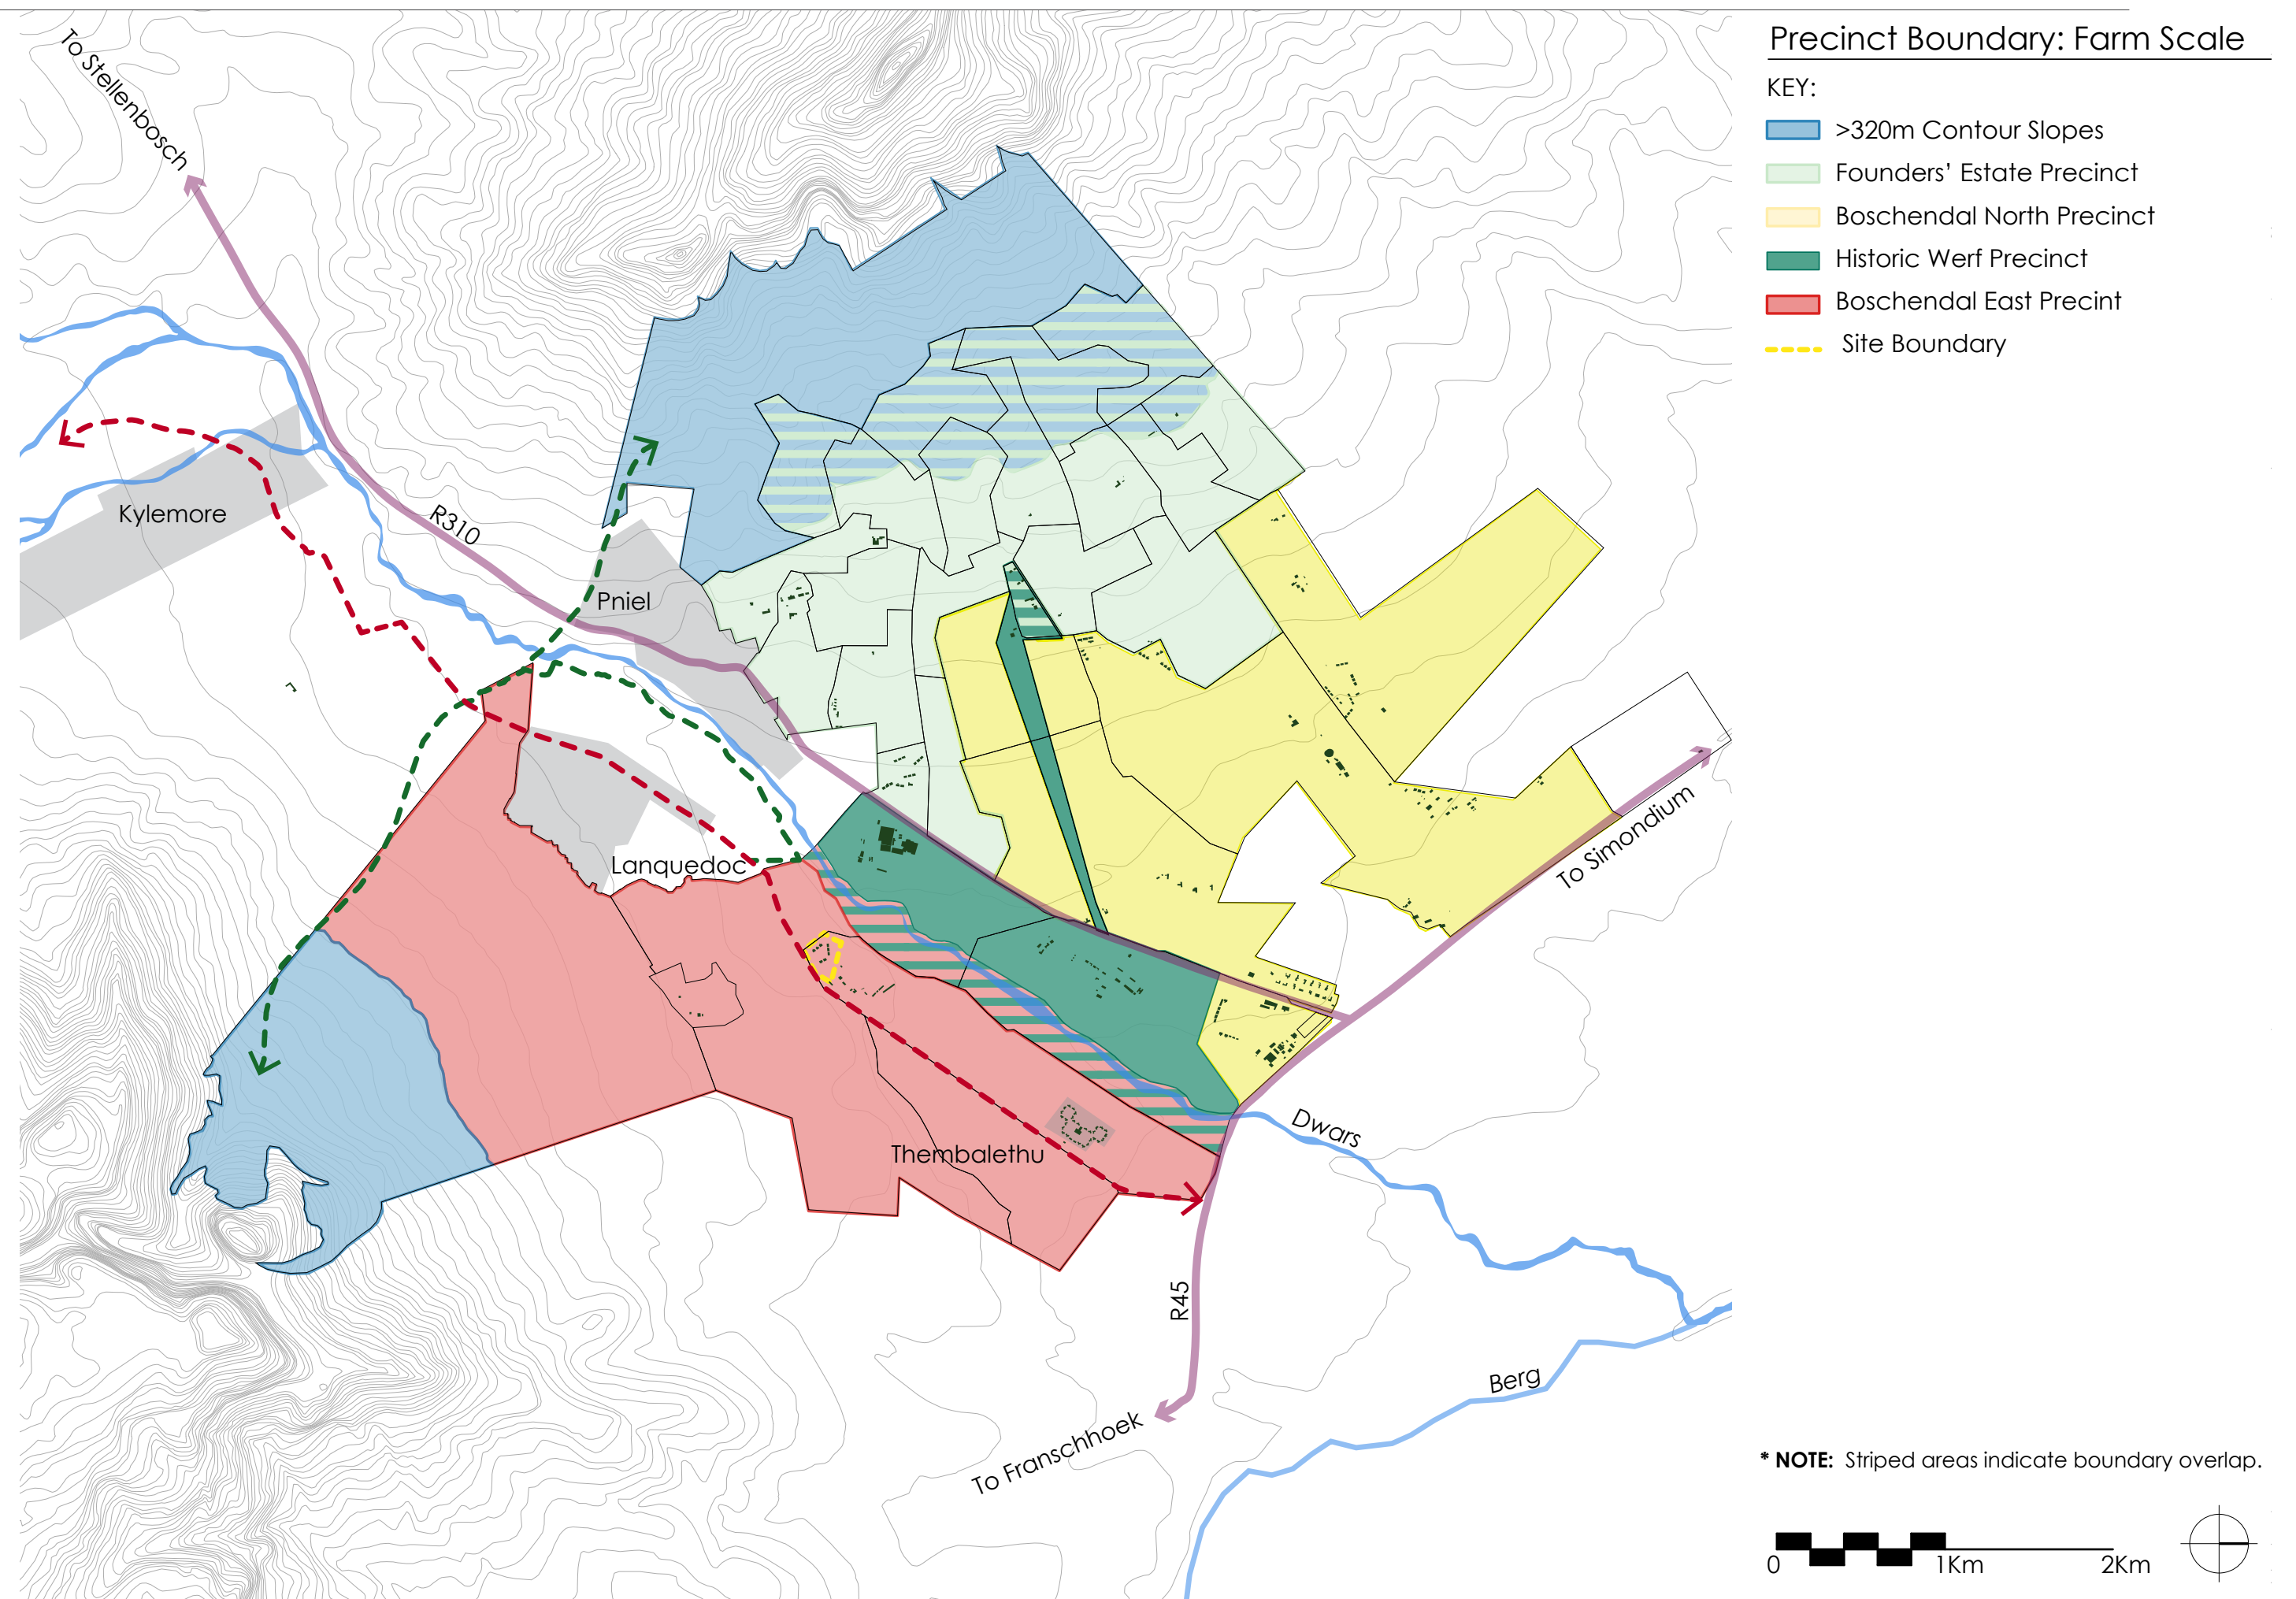 Precinct Boundary: Farm Scale
KEY:
>320m Contour Slopes
Founders' Estate Precinct
Boschendal North Precinct
Historic Werf Precinct
Boschendal East Precint
Site Boundary
To Stellenbosch
Kylemore
R310
Pniel
Lanquedoc
To Simondium
Thembalethu
Dwars
R45
Berg
To Franschhoek
* NOTE: Striped areas indicate boundary overlap.
0 1Km 2Km